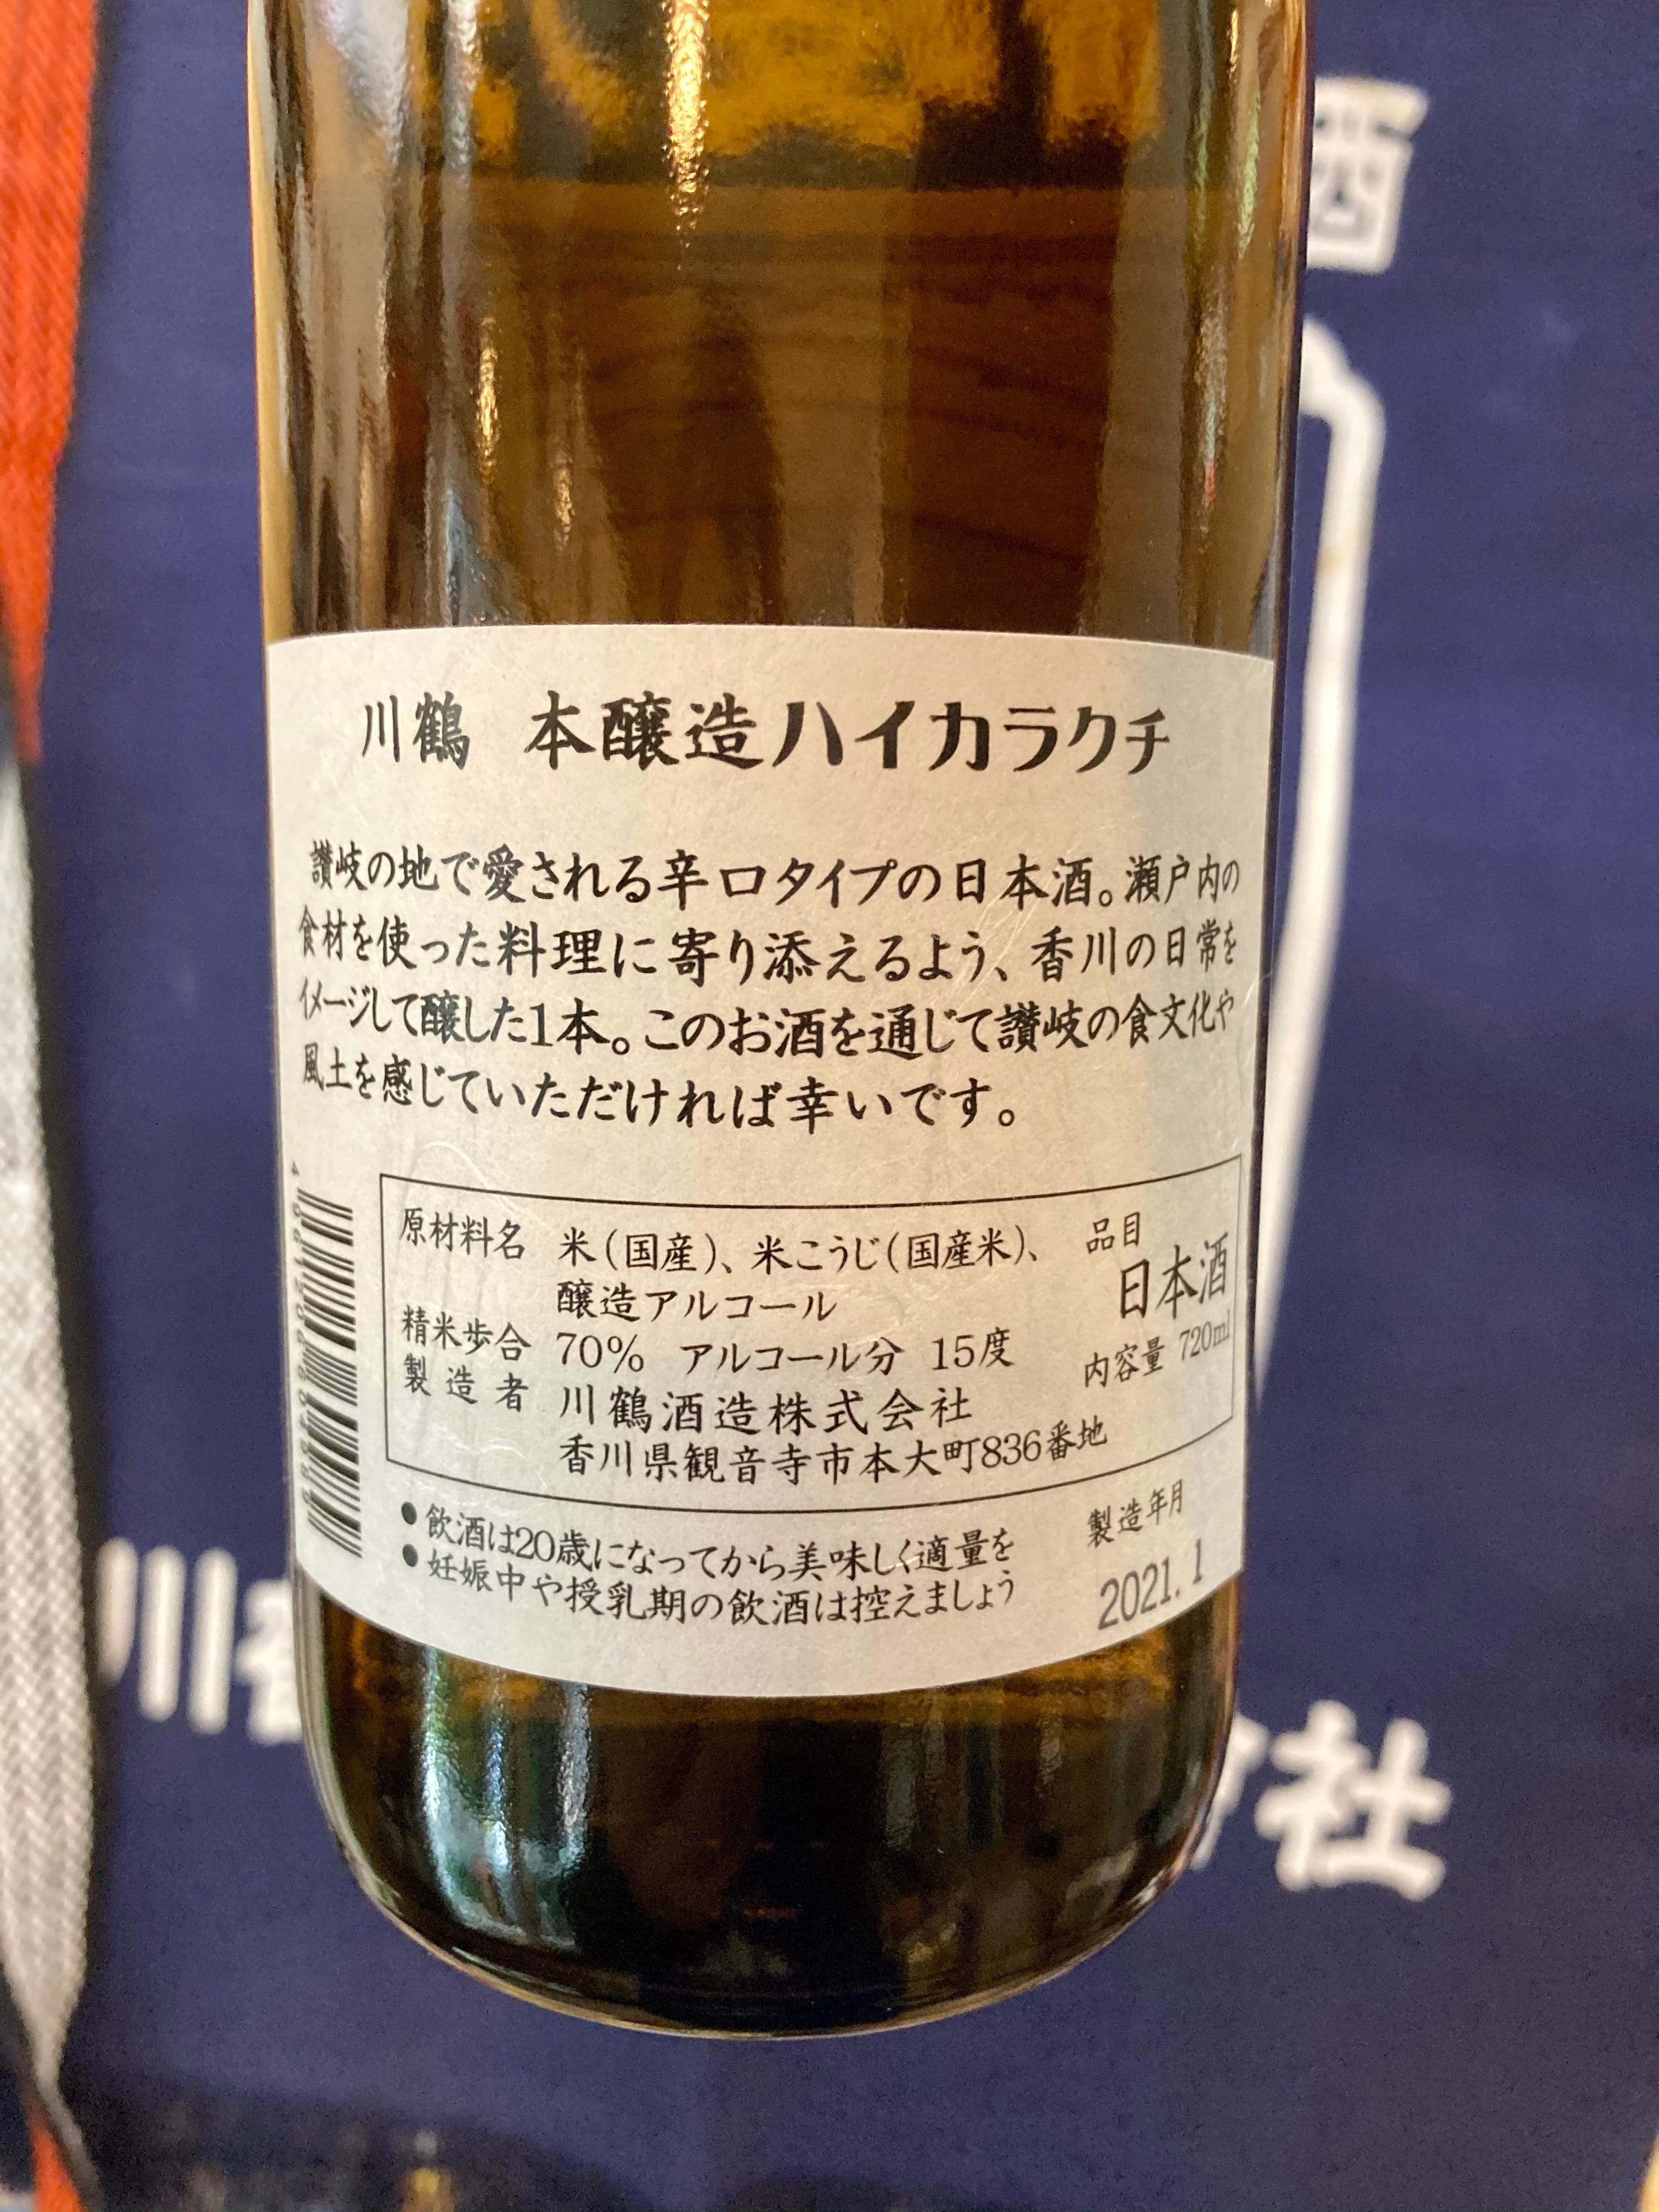 川鶴 本醸造ハイカラクチ
讃岐の地で愛される辛口タイプの日本酒。瀬戸内の
食材を使った料理に寄り添えるよう、香川の日常を
イメージして醸した1本。このお酒を通じて讃岐の食文化や
風土を感じていただければ幸いです。
原材料名 米(国産)、米こうじ(国産米)、
醸造アルコール
精米歩合 70% アルコール分 15度
製造者 川鶴酒造株式会社
香川県観音寺市本大町836番地
品目
日本酒
内容量 720ml
●飲酒は20歳になってから美味しく適量を
●妊娠中や授乳期の飲酒は控えましょう
製造年月
2021.1
川
社